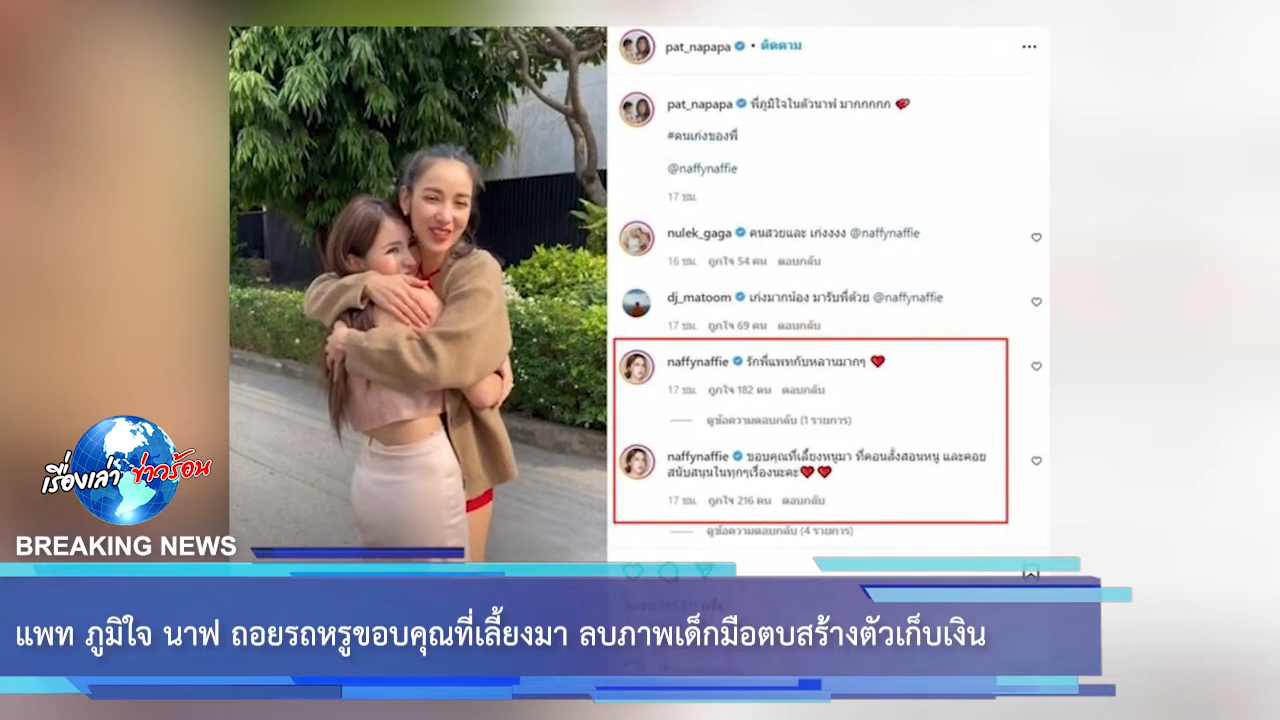 pat_napapa • ติดตาม
pat_napapa พี่ภูมิใจในตัวนาฟ มากกกกก
#คนเก่งของพี่
@naffynaffie
17 ชม.
nulek_gaga คนสวยและ เก่งงงง @naffynaffie
16 ชม. ถูกใจ 54 คน ตอบกลับ
dj_matoom เก่งมากน้อง มารับพี่ด้วย @naffynaffie
17 ชม. ถูกใจ 69 คน ตอบกลับ
naffynaffie รักพี่แพทกับหลานมากๆ
17 ชม. ถูกใจ 182 คน ตอบกลับ
ดูข้อความตอบกลับ (1 รายการ)
naffynaffie ขอบคุณที่เลี้ยงหนูมา ที่คอนสั่งสอนหนู และคอย
สนับสนุนในทุกๆเรื่องนะคะ
17 ชม. ถูกใจ 216 คน ตอบกลับ
ดูข้อความตอบกลับ (4 รายการ)
เรื่องเล่า ข่าวร้อน
BREAKING NEWS
แพท ภูมิใจ นาฟ ถอยรถหรูขอบคุณที่เลี้ยงมา ลบภาพเด็กมือตบสร้างตัวเก็บเงิน